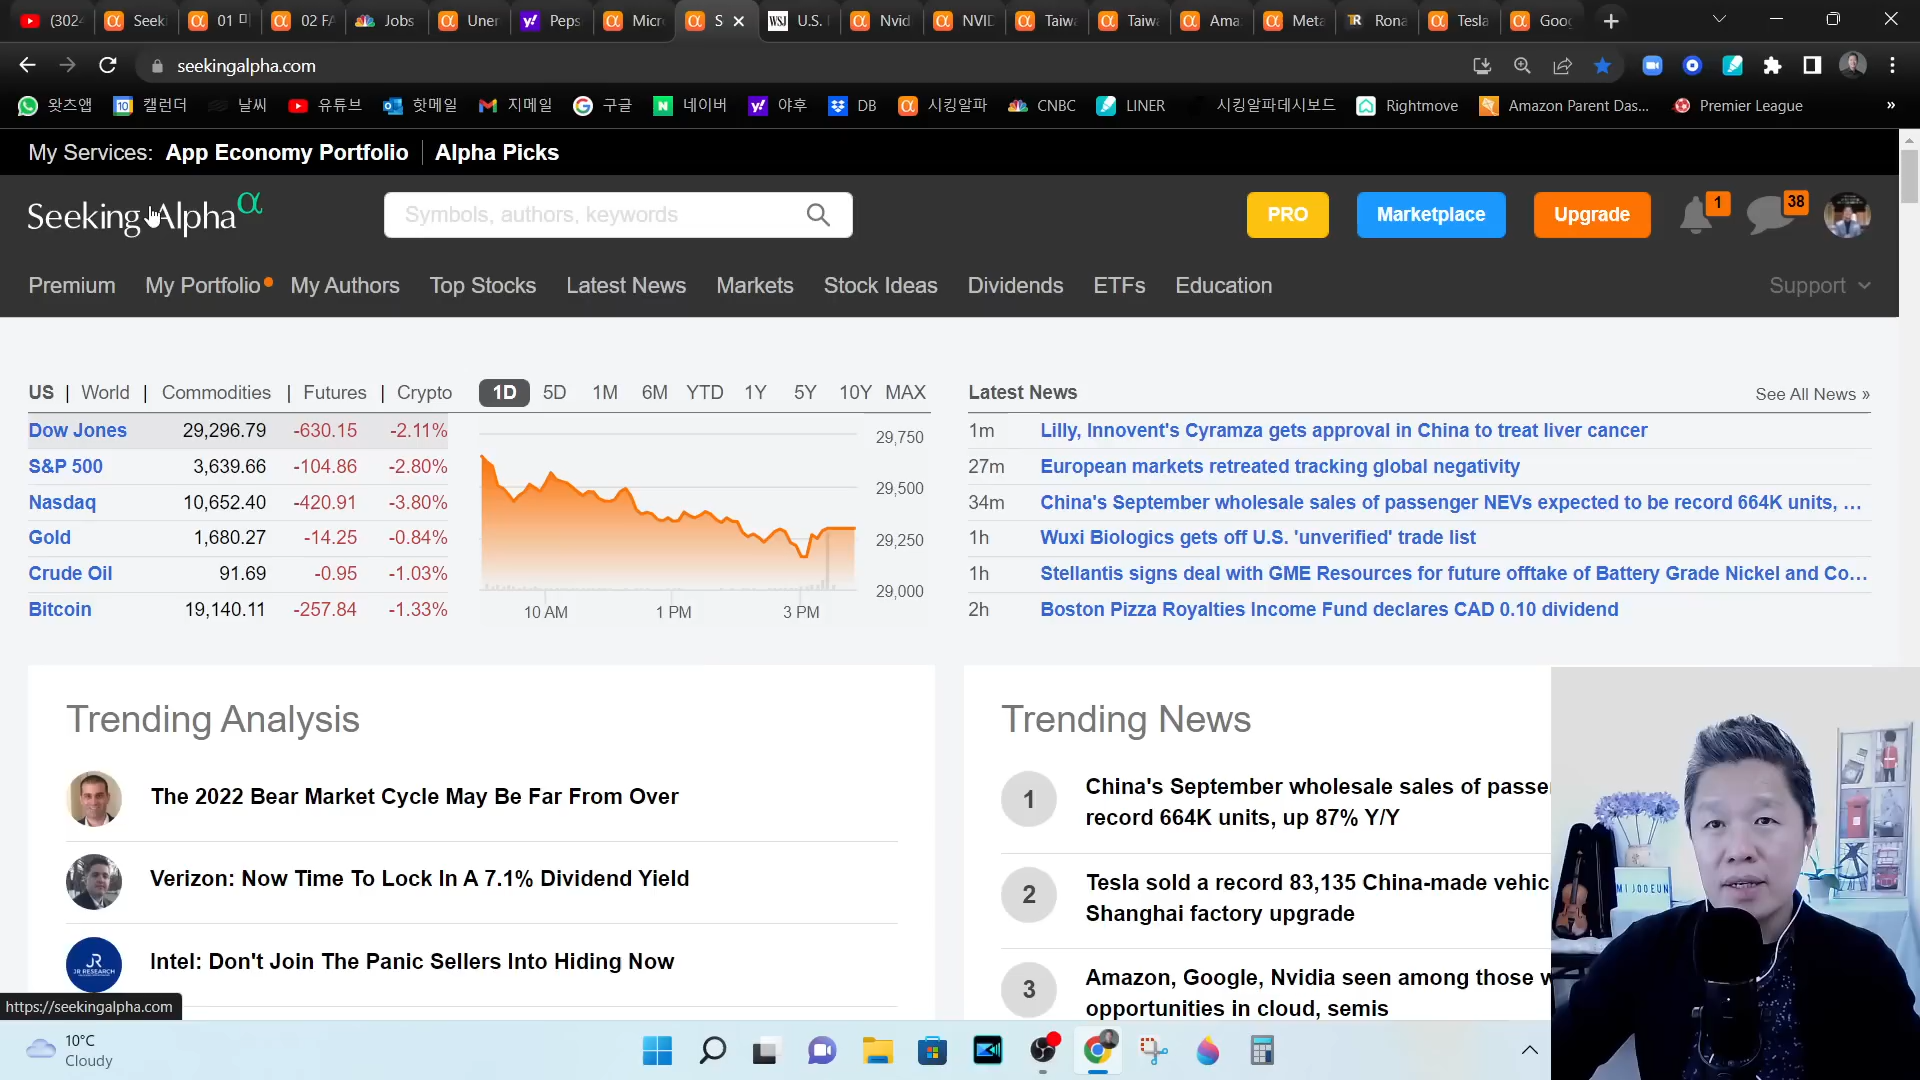 (302
Seeki
01 미
02 FA
Jobs
Uner
Peps
Micr
S
WSJ
U.S.
Nvid
NVID
Taiwa
Taiwa
Ama
Meta
TR
Rona
Tesla
Goog
seekingalpha.com
왓츠앱
캘런더
날씨
유튜브
핫메일
지메일
구글
네이버
야후
DB
시킹알파
CNBC
LINER
시킹알파데시보드
Rightmove
Amazon Parent Das...
Premier League
»
My Services: App Economy Portfolio Alpha Picks
Seeking Alpha α
Symbols, authors, keywords
PRO
Marketplace
Upgrade
1
38
Premium My Portfolio My Authors Top Stocks Latest News Markets Stock Ideas Dividends ETFs Education Support
US | World | Commodities | Futures | Crypto
1D 5D 1M 6M YTD 1Y 5Y 10Y MAX
Dow Jones 29,296.79 -630.15 -2.11%
S&P 500 3,639.66 -104.86 -2.80%
Nasdaq 10,652.40 -420.91 -3.80%
Gold 1,680.27 -14.25 -0.84%
Crude Oil 91.69 -0.95 -1.03%
Bitcoin 19,140.11 -257.84 -1.33%
29,750
29,500
29,250
29,000
10 AM 1 PM 3 PM
Latest News See All News »
1m Lilly, Innovent's Cyramza gets approval in China to treat liver cancer
27m European markets retreated tracking global negativity
34m China's September wholesale sales of passenger NEVs expected to be record 664K units, ...
1h Wuxi Biologics gets off U.S. 'unverified' trade list
1h Stellantis signs deal with GME Resources for future offtake of Battery Grade Nickel and Co...
2h Boston Pizza Royalties Income Fund declares CAD 0.10 dividend
Trending Analysis
The 2022 Bear Market Cycle May Be Far From Over
Verizon: Now Time To Lock In A 7.1% Dividend Yield
JR RESEARCH
Intel: Don't Join The Panic Sellers Into Hiding Now
Trending News
1 China's September wholesale sales of passe
record 664K units, up 87% Y/Y
2 Tesla sold a record 83,135 China-made vehic
Shanghai factory upgrade
3 Amazon, Google, Nvidia seen among those w
opportunities in cloud, semis
MIJOOEUN
https://seekingalpha.com
10°C
Cloudy